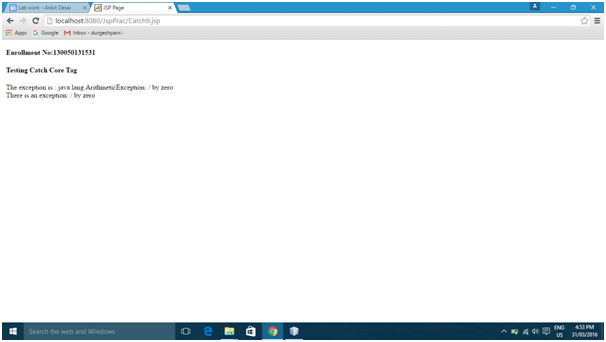 Lab work - Ankit Desai
JSP Page
localhost:8080/JspPrac/Catch9.jsp
Apps Google Inbox - durgeshpare
Enrollment No:130050131531
Testing Catch Core Tag
The exception is : java.lang.ArithmeticException: / by zero
There is an exception: / by zero
Search the web and Windows
ENG
US
4:53 PM
31/03/2016